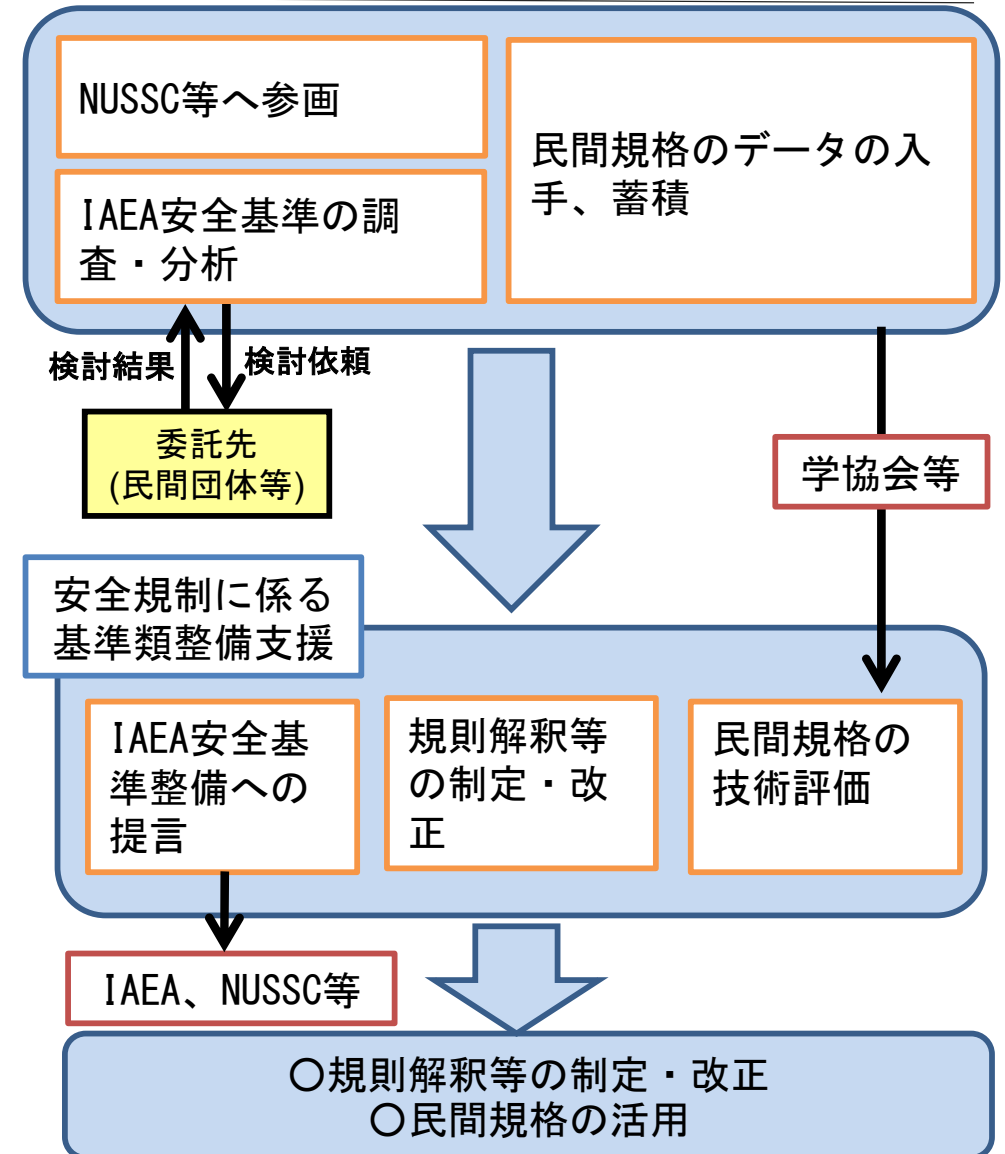 NUSSC等へ参画
民間規格のデータの入
手、蓄積
IAEA安全基準の調
査・分析
検討結果
検討依頼
委託先
(民間団体等)
学協会等
安全規制に係る
基準類整備支援
IAEA安全基
準整備への
提言
規則解釈等
の制定・改
正
民間規格の
技術評価
IAEA、NUSSC等
○規則解釈等の制定・改正
○民間規格の活用